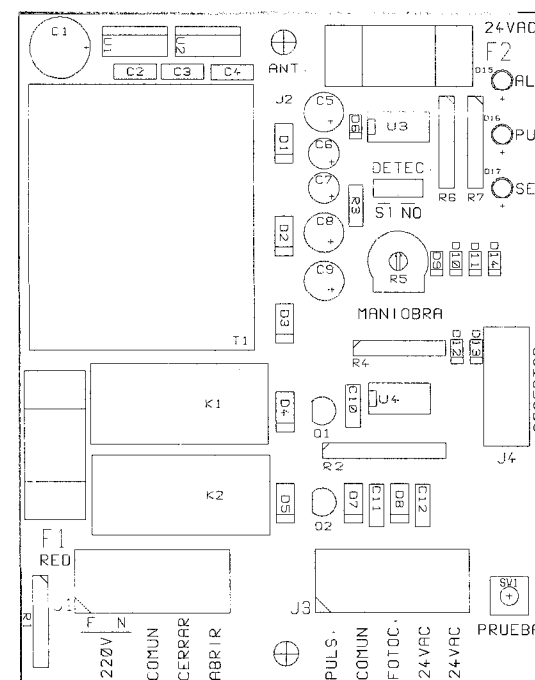 C1
U1
U2
C2
C3
C4
ANT.
J2
24VAC
F2
D15
AL
D16
PU
D17
SE
C5
D6
U3
D1
C6
DETEC.
C7
R3
SI NO
R6
R7
D2
C8
C9
R5
D9
D10
D11
D14
MANIOBRA
D3
T1
R4
D12
D13
K1
D4
Q1
C10
U4
R2
J4
K2
D5
Q2
D7
C11
D8
C12
F1
RED
J1
J3
SW1
PRUEBA
R1
F N
220V
COMUN
CERRAR
ABRIR
PULS.
COMUN
FOTOC.
24VAC
24VAC